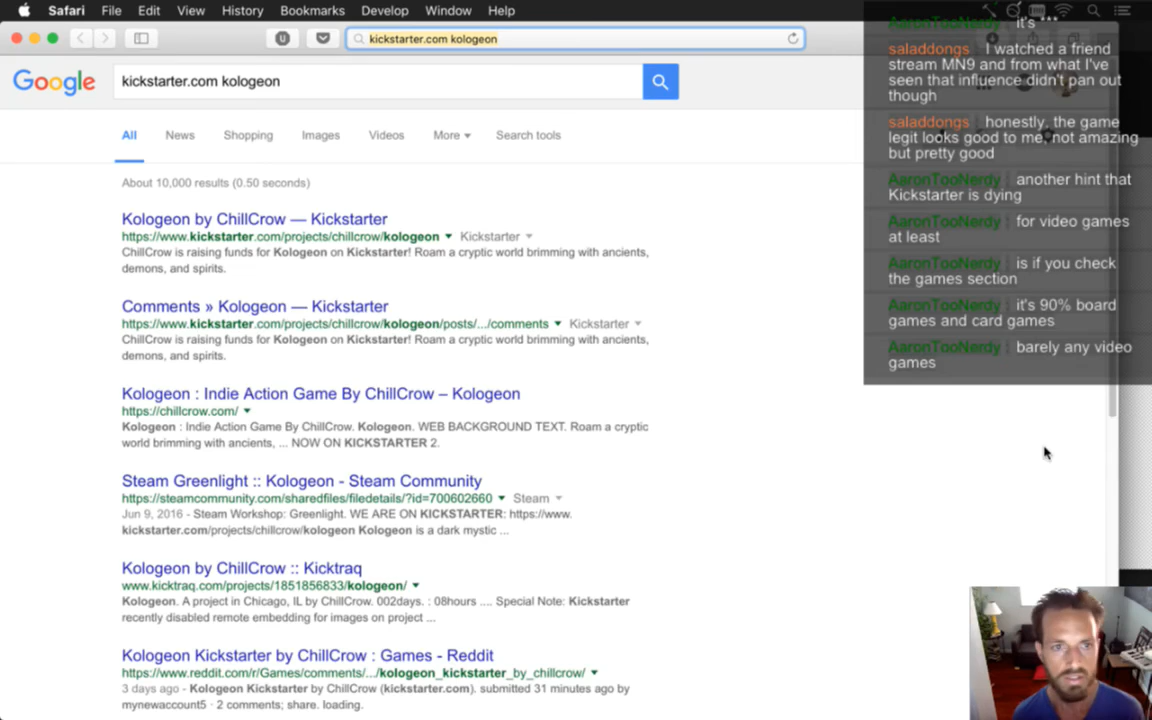 Safari File Edit View History Bookmarks Develop Window Help
kickstarter.com kologeon
Google
kickstarter.com kologeon
All News Shopping Images Videos More Search tools
About 10,000 results (0.50 seconds)
Kologeon by ChillCrow — Kickstarter
https://www.kickstarter.com/projects/chillcrow/kologeon Kickstarter
ChillCrow is raising funds for Kologeon on Kickstarter! Roam a cryptic world brimming with ancients,
demons, and spirits.
Comments » Kologeon — Kickstarter
https://www.kickstarter.com/projects/chillcrow/kologeon/posts/.../comments Kickstarter
ChillCrow is raising funds for Kologeon on Kickstarter! Roam a cryptic world brimming with ancients,
demons, and spirits.
Kologeon : Indie Action Game By ChillCrow – Kologeon
https://chillcrow.com/
Kologeon : Indie Action Game By ChillCrow. Kologeon. WEB BACKGROUND TEXT. Roam a cryptic
world brimming with ancients, ... NOW ON KICKSTARTER 2.
Steam Greenlight :: Kologeon - Steam Community
https://steamcommunity.com/sharedfiles/filedetails/?id=700602660 Steam
Jun 9, 2016 - Steam Workshop: Greenlight. WE ARE ON KICKSTARTER: https://www.
kickstarter.com/projects/chillcrow/kologeon Kologeon is a dark mystic ...
Kologeon by ChillCrow :: Kicktraq
www.kicktraq.com/projects/1851856833/kologeon/
Kologeon. A project in Chicago, IL by ChillCrow. 002days. : 08hours .... Special Note: Kickstarter
recently disabled remote embedding for images on project ...
Kologeon Kickstarter by ChillCrow : Games - Reddit
https://www.reddit.com/r/Games/comments/.../kologeon_kickstarter_by_chillcrow/
3 days ago - Kologeon Kickstarter by ChillCrow (kickstarter.com). submitted 31 minutes ago by
mynewaccount5 · 2 comments; share. loading.
AaronTooNerdy it's ***
saladdongs I watched a friend
stream MN9 and from what I've
seen that influence didn't pan out
though
saladdongs honestly, the game
legit looks good to me, not amazing
but pretty good
AaronTooNerdy another hint that
Kickstarter is dying
AaronTooNerdy for video games
at least
AaronTooNerdy is if you check
the games section
AaronTooNerdy it's 90% board
games and card games
AaronTooNerdy barely any video
games